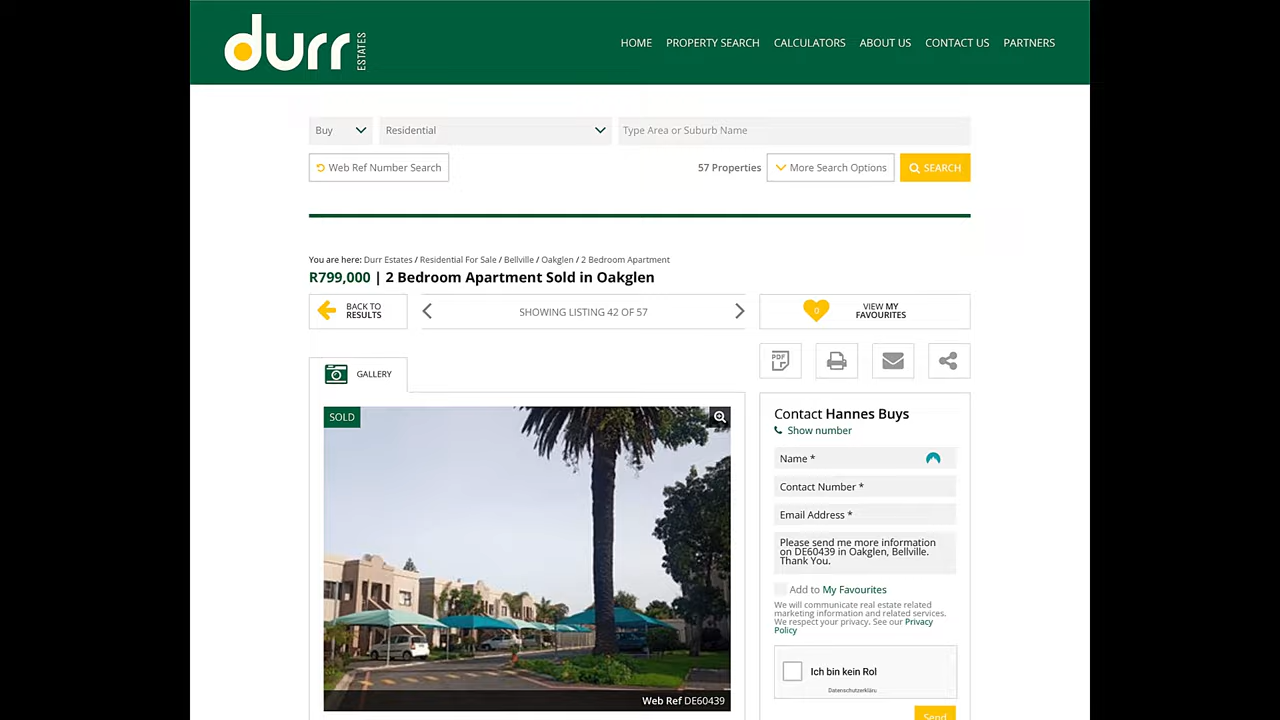 durr ESTATES
HOME PROPERTY SEARCH CALCULATORS ABOUT US CONTACT US PARTNERS
Buy Residential Type Area or Suburb Name
Web Ref Number Search 57 Properties More Search Options SEARCH
You are here: Durr Estates / Residential For Sale / Bellville / Oakglen / 2 Bedroom Apartment
R799,000 | 2 Bedroom Apartment Sold in Oakglen
BACK TO
RESULTS
SHOWING LISTING 42 OF 57
0
VIEW MY
FAVOURITES
PDF
GALLERY
SOLD
Web Ref DE60439
Contact Hannes Buys
Show number
Name *
Contact Number *
Email Address *
Please send me more information
on DE60439 in Oakglen, Bellville.
Thank You.
Add to My Favourites
We will communicate real estate related
marketing information and related services.
We respect your privacy. See our Privacy
Policy
Ich bin kein Rol
Datenschutzerkläru
Send